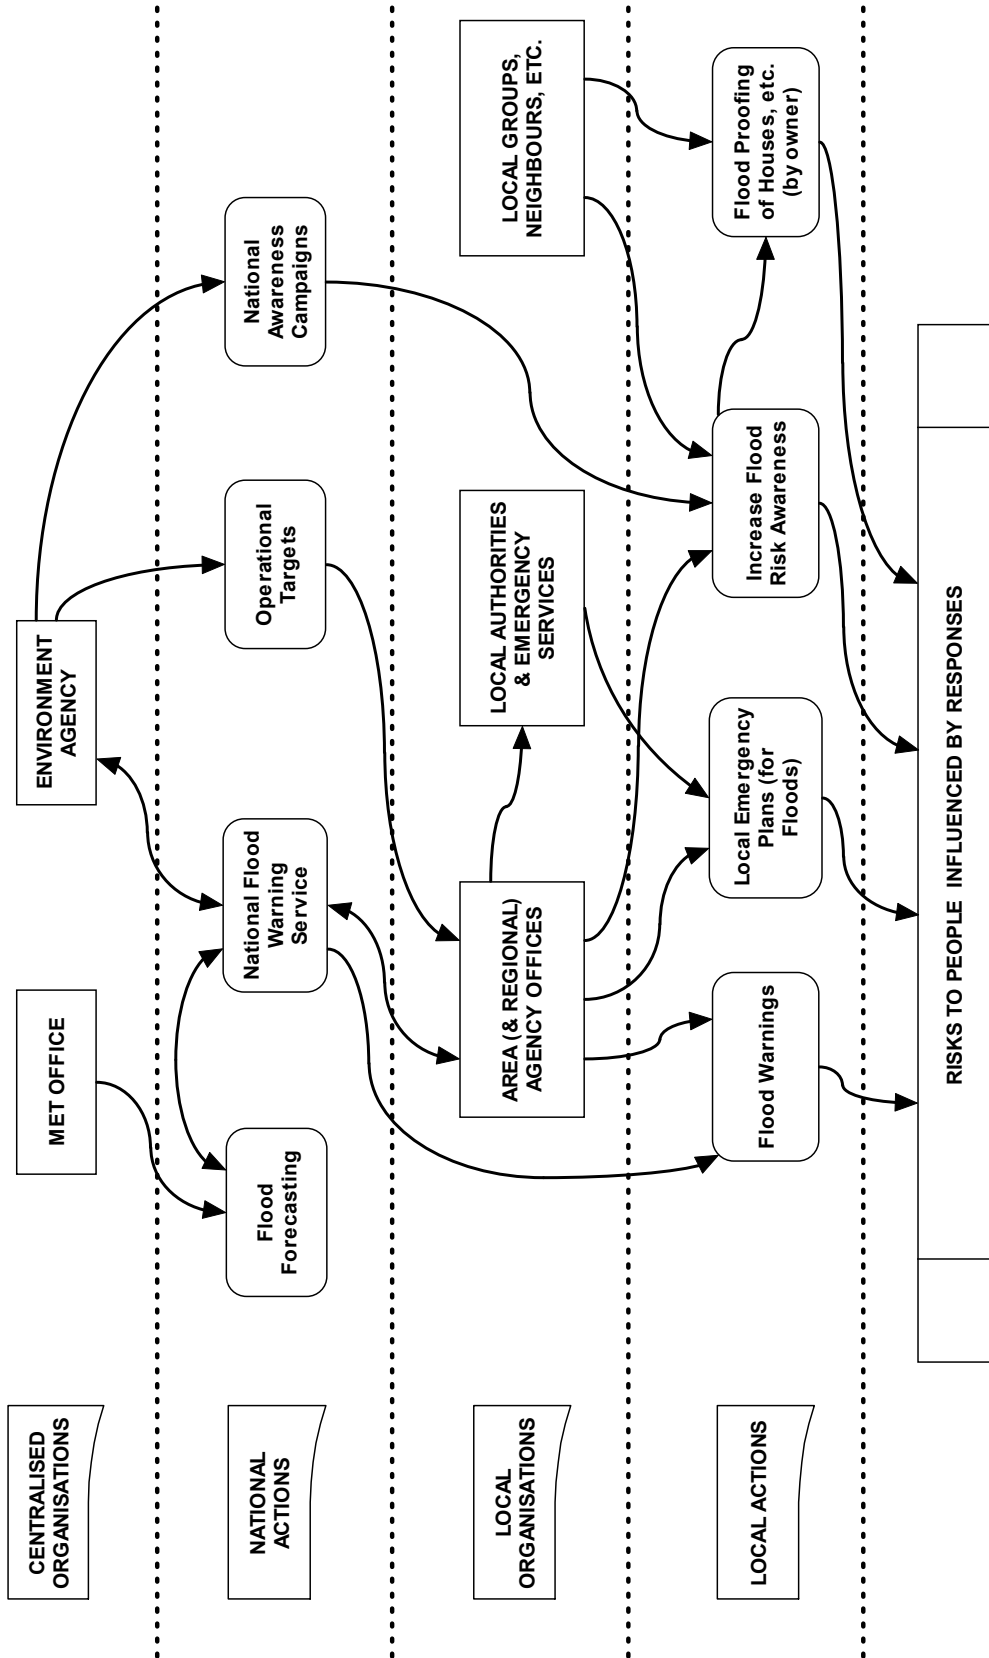 CENTRALISED
ORGANISATIONS
MET OFFICE
ENVIRONMENT
AGENCY
NATIONAL
ACTIONS
Flood
Forecasting
National Flood
Warning
Service
Operational
Targets
National
Awareness
Campaigns
LOCAL
ORGANISATIONS
AREA (& REGIONAL)
AGENCY OFFICES
LOCAL AUTHORITIES
& EMERGENCY
SERVICES
LOCAL GROUPS,
NEIGHBOURS, ETC.
LOCAL ACTIONS
Flood Warnings
Local Emergency
Plans (for
Floods)
Increase Flood
Risk Awareness
Flood Proofing
of Houses, etc.
(by owner)
RISKS TO PEOPLE INFLUENCED BY RESPONSES